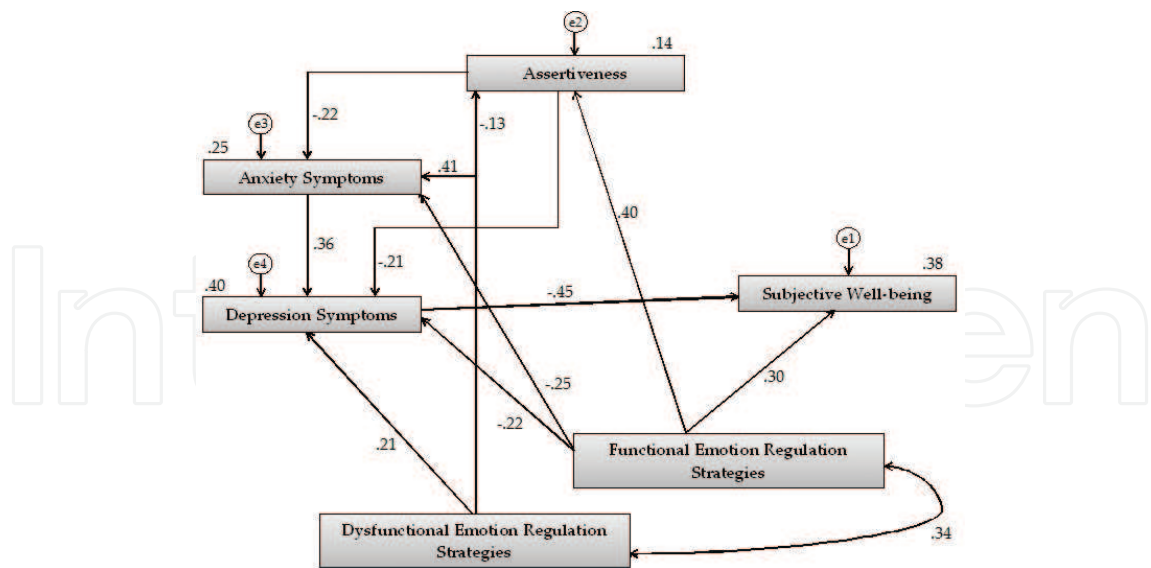 e2
.14
Assertiveness
-.22
-.13
e3
.25
Anxiety Symptoms
.41
.40
.36
-.21
e4
.40
Depression Symptoms
-.45
e1
.38
Subjective Well-being
-.25
-.22
.30
.21
Functional Emotion Regulation
Strategies
Dysfunctional Emotion Regulation
Strategies
.34